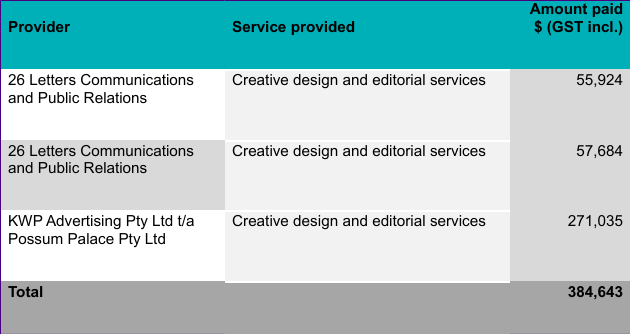 Amount paid
Provider Service provided $ (GST incl.)
26 Letters Communications Creative design and editorial services 55,924
and Public Relations
26 Letters Communications Creative design and editorial services 57,684
and Public Relations
KWP Advertising Pty Ltd t/a Creative design and editorial services 271,035
Possum Palace Pty Ltd
Total 384,643